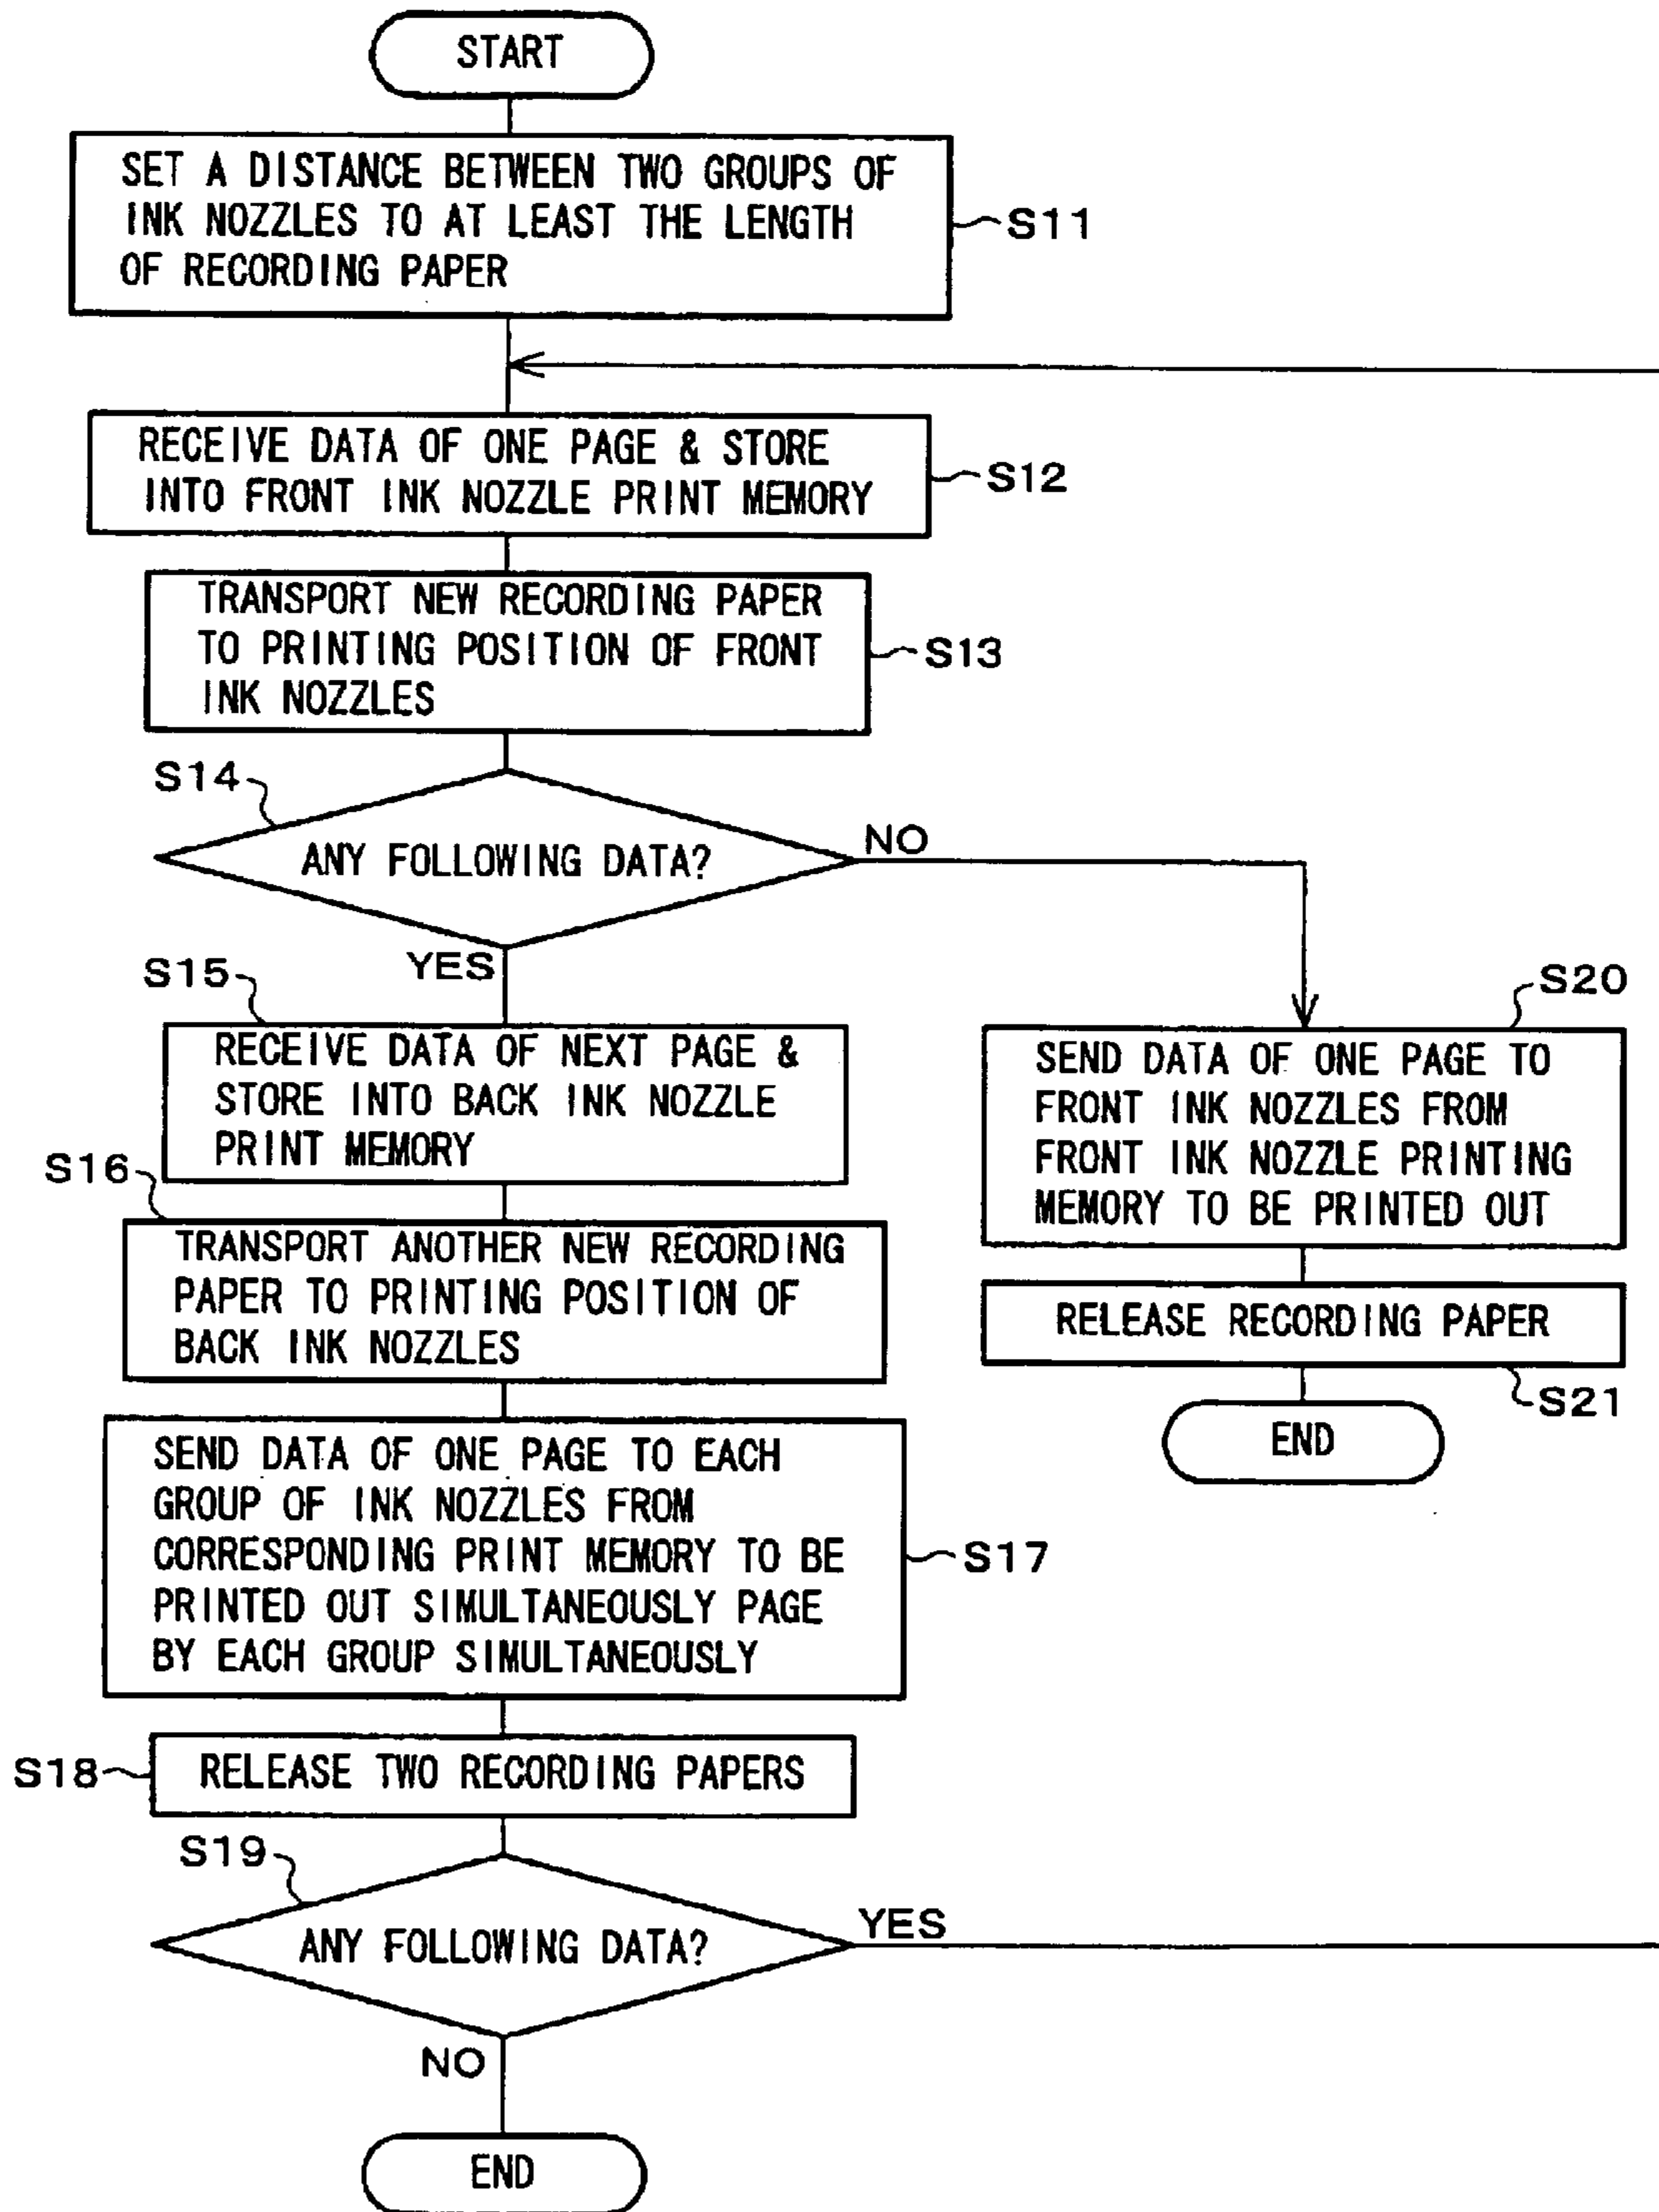 START
SET A DISTANCE BETWEEN TWO GROUPS OF
INK NOZZLES TO AT LEAST THE LENGTH
OF RECORDING PAPER
S11
RECEIVE DATA OF ONE PAGE & STORE
INTO FRONT INK NOZZLE PRINT MEMORY
S12
TRANSPORT NEW RECORDING PAPER
TO PRINTING POSITION OF FRONT
INK NOZZLES
S13
S14
ANY FOLLOWING DATA?
NO
YES
S15
RECEIVE DATA OF NEXT PAGE &
STORE INTO BACK INK NOZZLE
PRINT MEMORY
S20
SEND DATA OF ONE PAGE TO
FRONT INK NOZZLES FROM
FRONT INK NOZZLE PRINTING
MEMORY TO BE PRINTED OUT
S16
TRANSPORT ANOTHER NEW RECORDING
PAPER TO PRINTING POSITION OF
BACK INK NOZZLES
RELEASE RECORDING PAPER
S21
END
SEND DATA OF ONE PAGE TO EACH
GROUP OF INK NOZZLES FROM
CORRESPONDING PRINT MEMORY TO BE
PRINTED OUT SIMULTANEOUSLY PAGE
BY EACH GROUP SIMULTANEOUSLY
S17
S18
RELEASE TWO RECORDING PAPERS
S19
ANY FOLLOWING DATA?
YES
NO
END